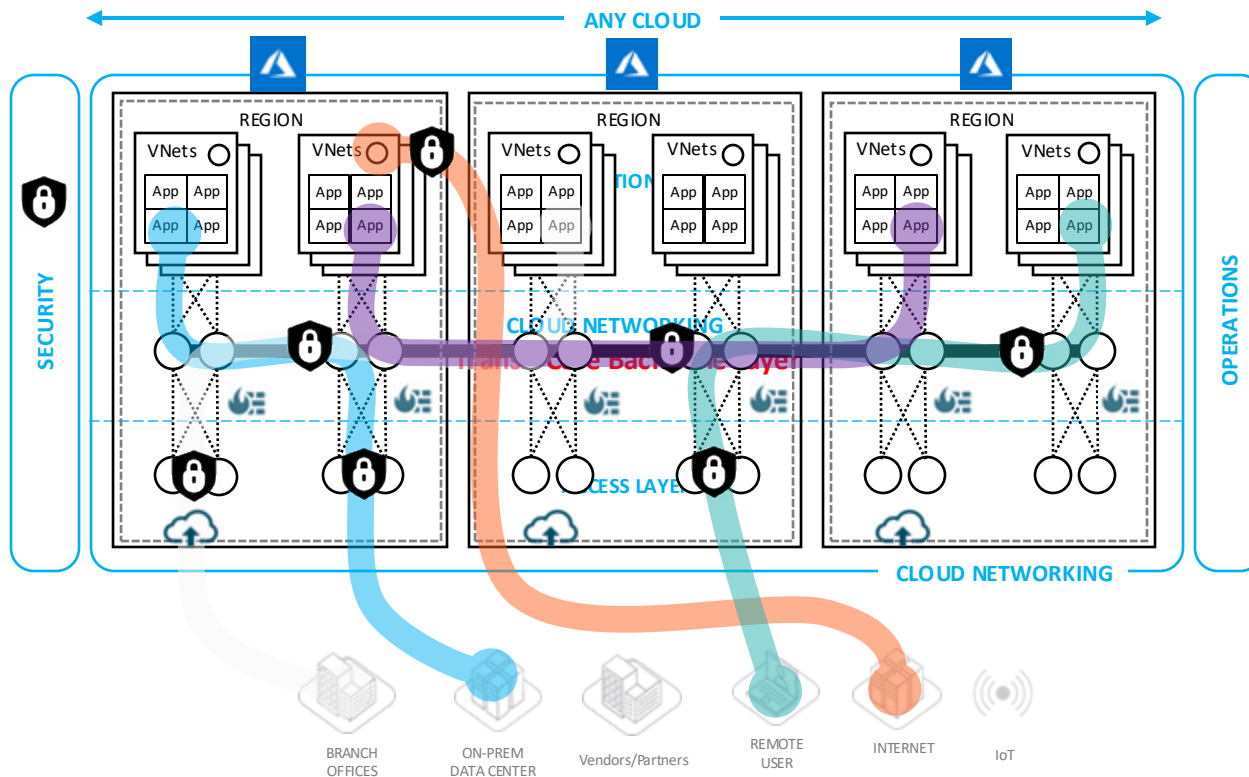 ANY CLOUD
SECURITY
OPERATIONS
REGION
VNets
App App
App App
VNets
App App
App App
REGION
VNets
App App
App App
VNets
App App
App App
REGION
VNets
App App
App App
VNets
App App
App App
CLOUD NETWORKING
CLOUD NETWORKING
BRANCH
OFFICES
ON-PREM
DATA CENTER
Vendors/Partners
REMOTE
USER
INTERNET
IoT